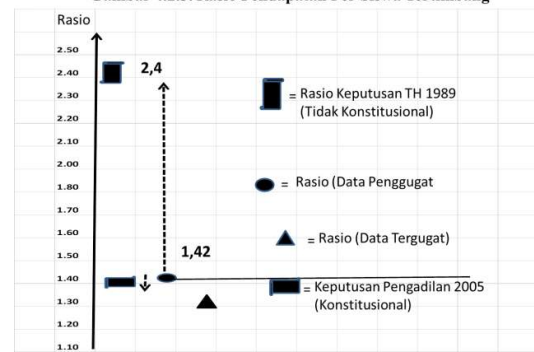 Rasio
2.50
2.40
2.30
2.20
2.10
2.00
1.80
1.70
1.60
1.50
1.40
1.30
1.20
1.10
2,4
1,42
= Rasio Keputusan TH 1989
(Tidak Konstitusional)
= Rasio (Data Penggugat
= Rasio (Data Tergugat)
= Keputusan Pengadilan 2005
(Konstitusional)